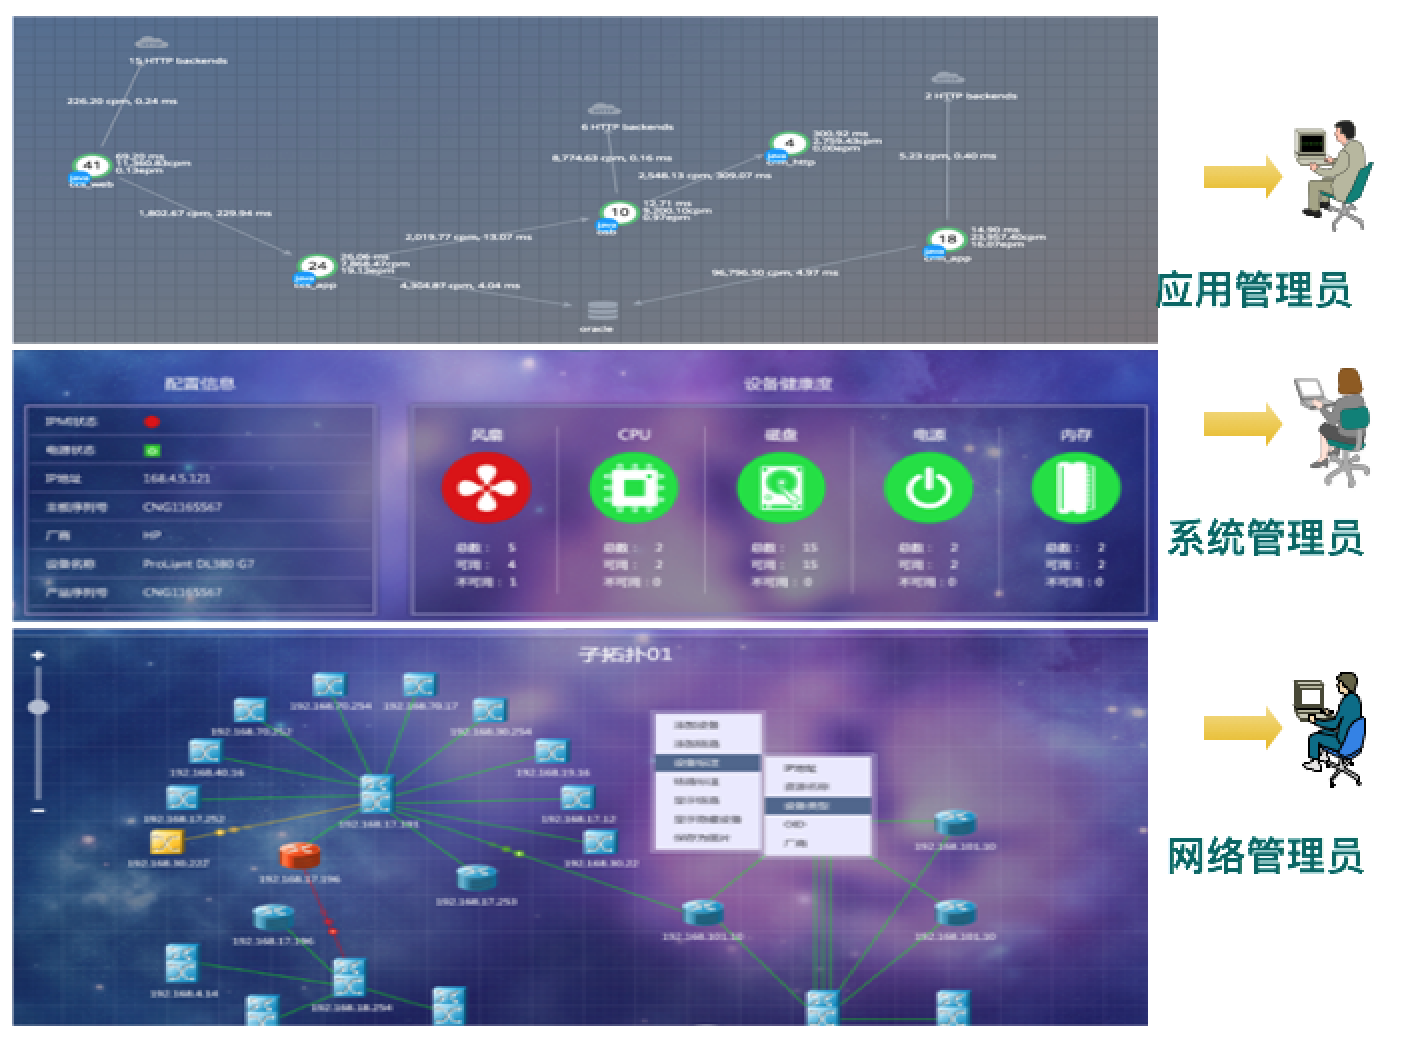 15 HTTP backends
226.20 cpm, 0.24 ms
41
69.20 ms
0.13epm
java
ccs_web
1,802.67 cpm, 229.94 ms
24
26.06 ms
7,868.47cpm
19.12epm
java
ccs_app
2,019.77 cpm, 13.07 ms
4,304.87 cpm, 4.04 ms
6 HTTP backends
8,774.63 cpm, 0.16 ms
10
12.71 ms
9,200.10cpm
0.97epm
java
osb
2,548.13 cpm, 309.07 ms
4
300.92 ms
2,759.43cpm
0.00epm
java
crm_http
2 HTTP backends
5.23 cpm, 0.40 ms
18
14.90 ms
23,957.40cpm
16.07epm
java
crm_app
96,796.50 cpm, 4.97 ms
oracle
应用管理员
配置信息
IPMI状态
电源状态
IP地址 168.4.5.121
主板序列号 CNG1165567
厂商 HP
设备名称 ProLiant DL380 G7
产品序列号 CNG1165567
设备健康度
风扇 CPU 磁盘 电源 内存
总数： 5 总数： 2 总数： 15 总数： 2 总数： 2
可用： 4 可用： 2 可用： 15 可用： 2 可用： 2
不可用：1 不可用：0 不可用：0 不可用：0 不可用：0
系统管理员
子拓扑01
192.168.70.254
192.168.70.17
192.168.70.252
192.168.30.254
192.168.40.16
192.168.19.16
192.168.17.252
192.168.17.12
192.168.30.227
192.168.30.22
192.168.17.196
192.168.17.253
192.168.17.196
192.168.4.14
192.168.18.254
添加设备
添加链路
设备标注
链路标注
显示链路
显示隐藏设备
保存为图片
IP地址
资源名称
设备类型
OID
厂商
192.168.101.10
192.168.101.10
192.168.101.10
网络管理员